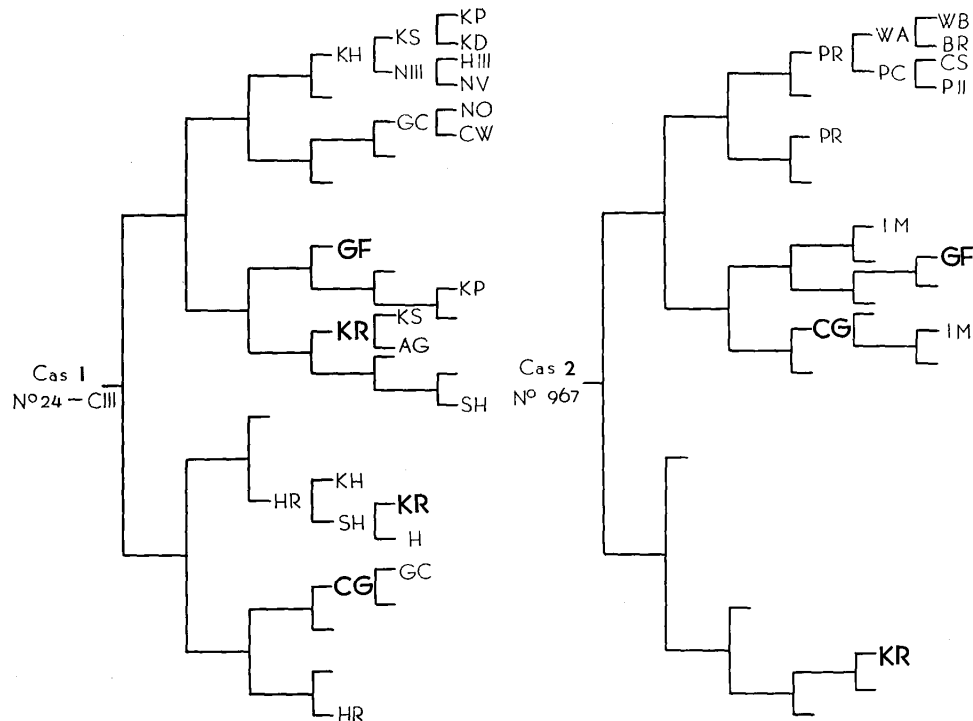 KP
KS
KD
KH
HIII
NIII
NV
NO
GC
CW
GF
KP
KS
KR
AG
Cas 1
Nº 24 – CIII
SH
KH
HR
KR
SH
H
GC
CG
HR
WB
WA
BR
PR
CS
PC
PII
PR
IM
GF
CG
IM
Cas 2
Nº 967
KR